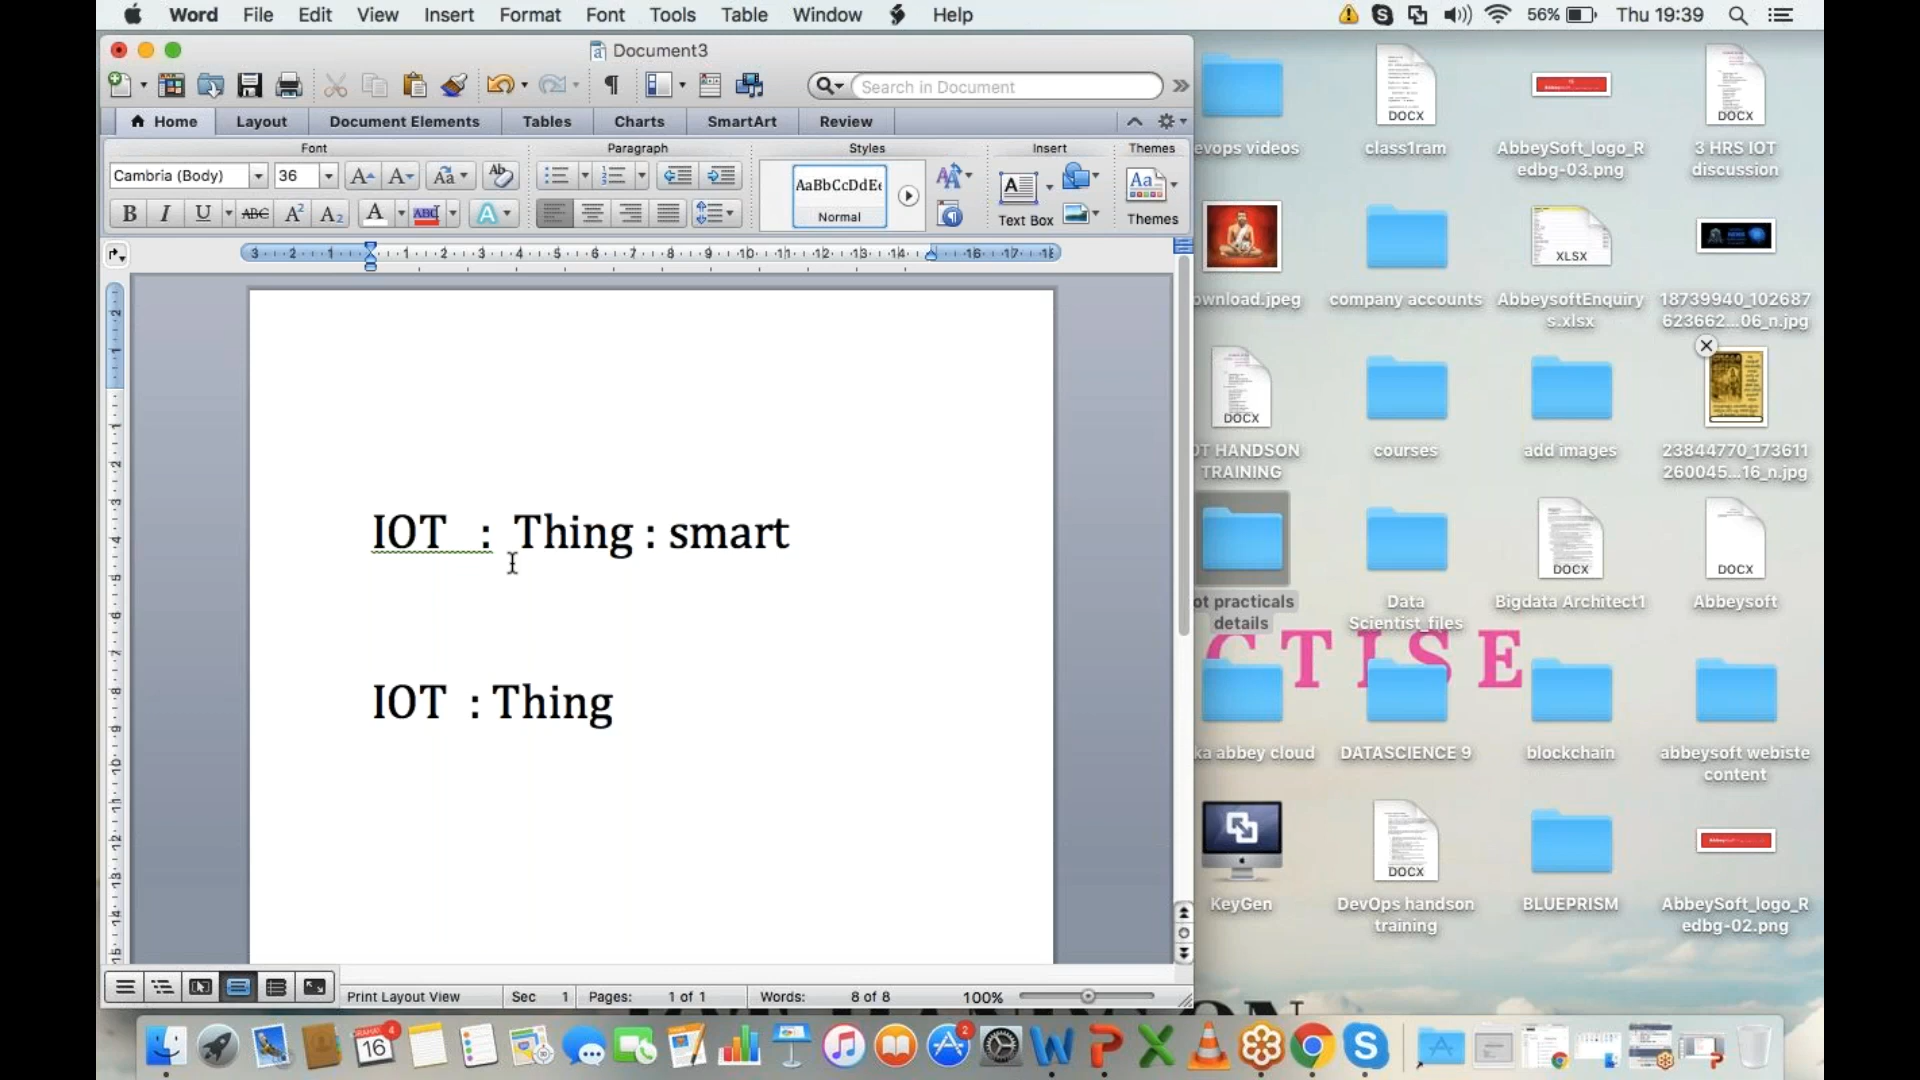 Word File Edit View Insert Format Font Tools Table Window Help 56% Thu 19:39
Document3
Search in Document
Home Layout Document Elements Tables Charts SmartArt Review
Font Paragraph Styles Insert Themes
Cambria (Body) 36
AaBbCcDdEe
Normal
Text Box
Themes
IOT : Thing : smart
IOT : Thing
Print Layout View Sec 1 Pages: 1 of 1 Words: 8 of 8 100%
evops videos
class1ram
AbbeySoft_logo_R
edbg-03.png
3 HRS IOT
discussion
ownload.jpeg
company accounts
AbbeysoftEnquiry
s.xlsx
18739940_102687
623662...06_n.jpg
OT HANDSON
TRAINING
courses
add images
23844770_173611
260045...16_n.jpg
ot practicals
details
Data
Scientist_files
Bigdata Architect1
Abbeysoft
CTISE
ka abbey cloud
DATASCIENCE 9
blockchain
abbeysoft webiste
content
KeyGen
DevOps handson
training
BLUEPRISM
AbbeySoft_logo_R
edbg-02.png
DOCX
DOCX
XLSX
DOCX
DOCX
DOCX
DOCX
16
4
2